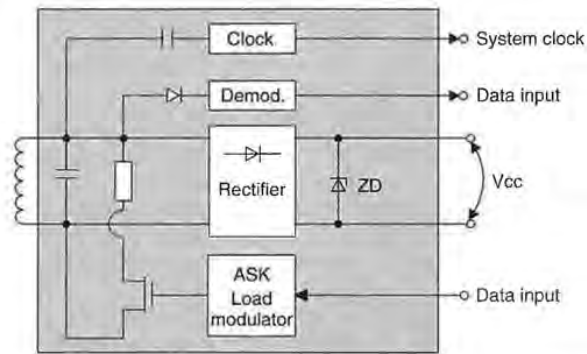 Clock
System clock
Demod.
Data input
Rectifier
ZD
Vcc
ASK
Load
modulator
Data input